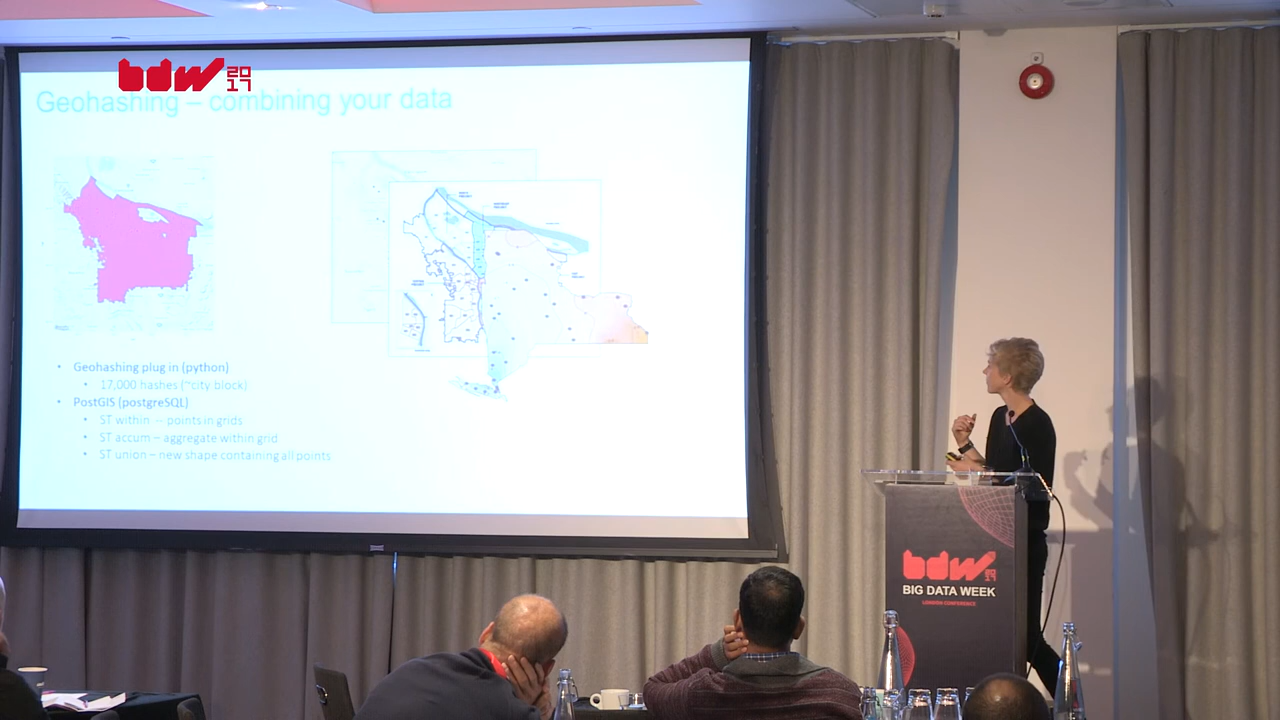 bdw 2017
Geohashing – combining your data
• Geohashing plug in (python)
• 17,000 hashes (~city block)
• PostGIS (postgreSQL)
• ST within – points in grids
• ST accum – aggregate within grid
• ST union – new shape containing all points
bdw 2017
BIG DATA WEEK
LONDON CONFERENCE